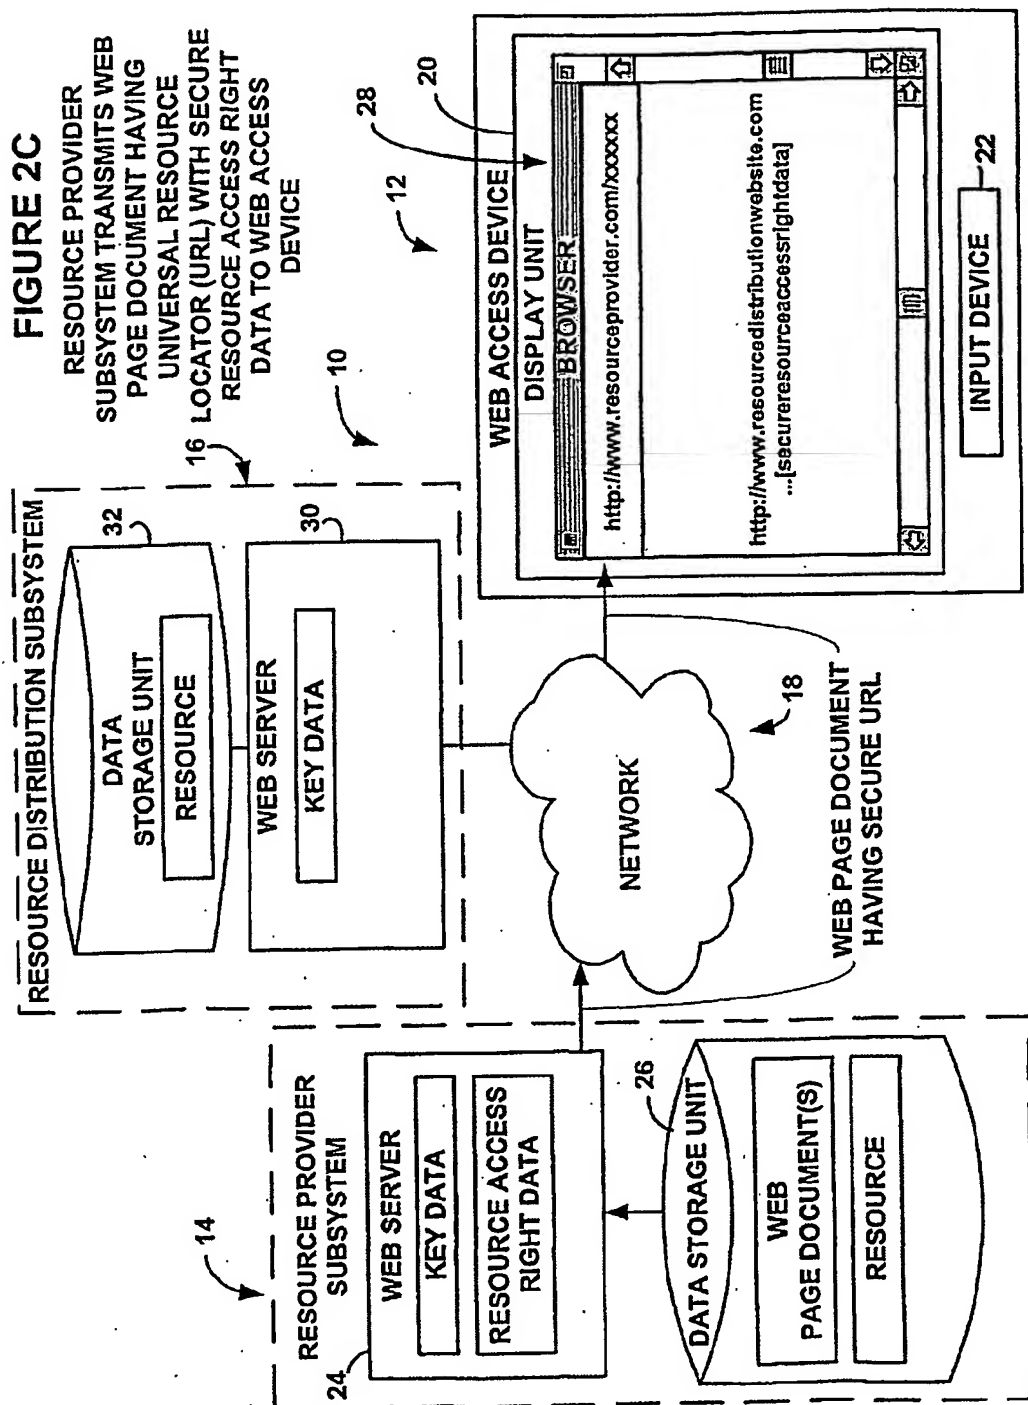 FIGURE 2C
RESOURCE PROVIDER
SUBSYSTEM TRANSMITS WEB
PAGE DOCUMENT HAVING
UNIVERSAL RESOURCE
LOCATOR (URL) WITH SECURE
RESOURCE ACCESS RIGHT
DATA TO WEB ACCESS
DEVICE
10
12
14
RESOURCE PROVIDER
SUBSYSTEM
24
WEB SERVER
KEY DATA
RESOURCE ACCESS
RIGHT DATA
26
DATA STORAGE UNIT
WEB
PAGE DOCUMENT(S)
RESOURCE
16
RESOURCE DISTRIBUTION SUBSYSTEM
32
DATA
STORAGE UNIT
RESOURCE
30
WEB SERVER
KEY DATA
NETWORK
18
WEB PAGE DOCUMENT
HAVING SECURE URL
20
28
WEB ACCESS DEVICE
DISPLAY UNIT
BROWSER
http://www.resourceprovider.com/xxxxxx
http://www.resourcedistributionwebsite.com
...[secureresourceaccessrightdata]
INPUT DEVICE
22